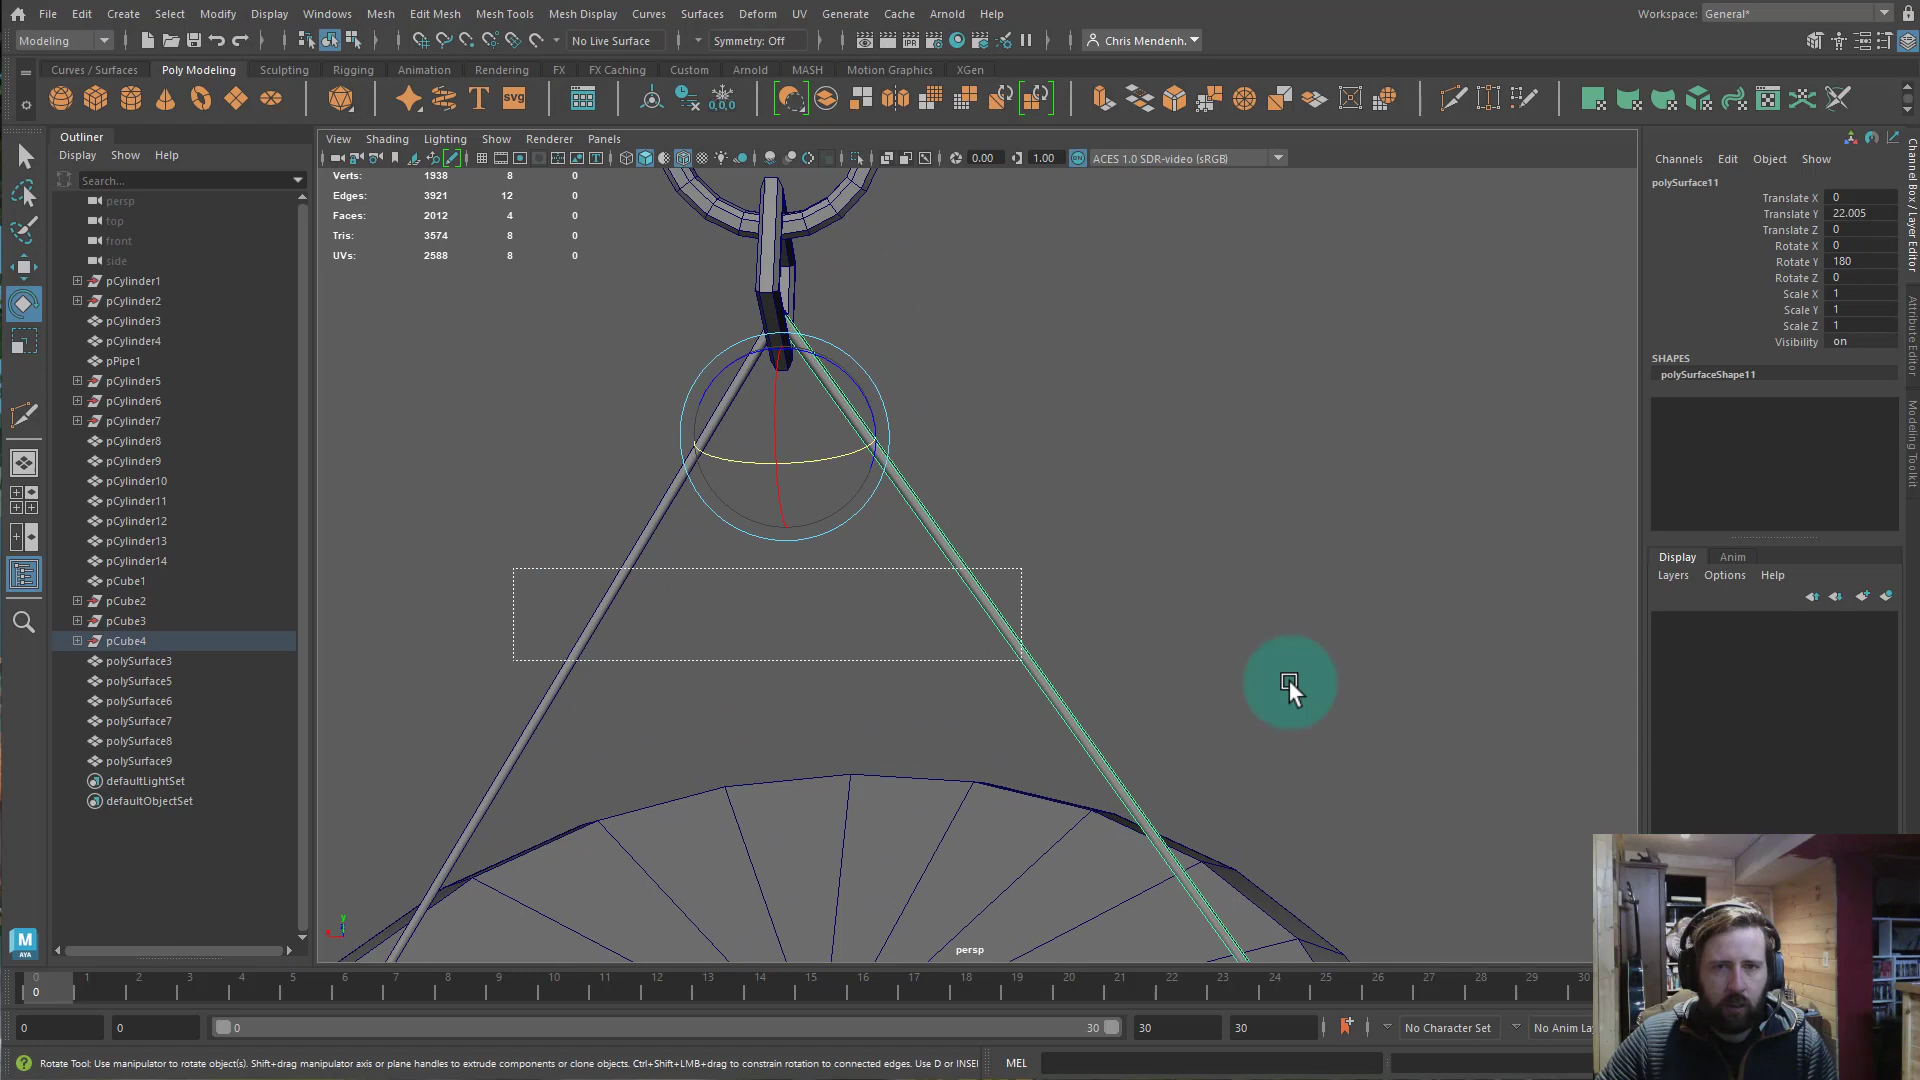 File Edit Create Select Modify Display Windows Mesh Edit Mesh Mesh Tools Mesh Display Curves Surfaces Deform UV Generate Cache Arnold Help
Workspace: General*
Modeling
No Live Surface
Symmetry: Off
Chris Mendenh.
Curves / Surfaces Poly Modeling Sculpting Rigging Animation Rendering FX FX Caching Custom Arnold MASH Motion Graphics XGen
Outliner
Display Show Help
Search...
persp
top
front
side
pCylinder1
pCylinder2
pCylinder3
pCylinder4
pPipe1
pCylinder5
pCylinder6
pCylinder7
pCylinder8
pCylinder9
pCylinder10
pCylinder11
pCylinder12
pCylinder13
pCylinder14
pCube1
pCube2
pCube3
pCube4
polySurface3
polySurface5
polySurface6
polySurface7
polySurface8
polySurface9
defaultLightSet
defaultObjectSet
View Shading Lighting Show Renderer Panels
0.00 1.00 ACES 1.0 SDR-video (sRGB)
Verts: 1938 8 0
Edges: 3921 12 0
Faces: 2012 4 0
Tris: 3574 8 0
UVs: 2588 8 0
persp
Channels Edit Object Show
polySurface11
Translate X 0
Translate Y 22.005
Translate Z 0
Rotate X 0
Rotate Y 180
Rotate Z 0
Scale X 1
Scale Y 1
Scale Z 1
Visibility on
SHAPES
polySurfaceShape11
Display Anim
Layers Options Help
Channel Box / Layer Editor
Attribute Editor
Modeling Toolkit
0 1 2 3 4 5 6 7 8 9 10 11 12 13 14 15 16 17 18 19 20 21 22 23 24 25 26 27 28 29 30
0
0 0 0 30 30 30 No Character Set No Anim La
Rotate Tool: Use manipulator to rotate object(s). Shift+drag manipulator axis or plane handles to extrude components or clone objects. Ctrl+Shift+LMB+drag to constrain rotation to connected edges. Use D or INSE
MEL